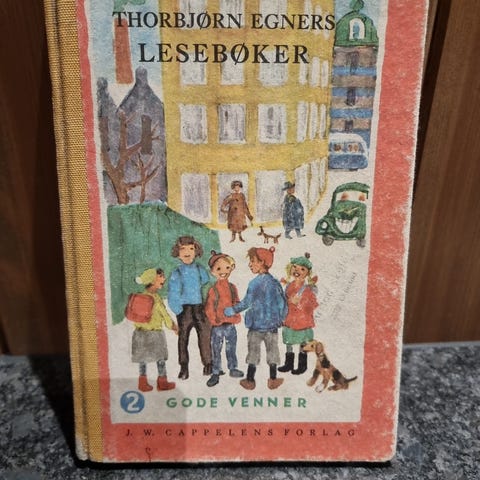 THORBJØRN EGNERS
LESEBØKER
n
2 GODE VENNER
J. W. CAPPELENS FORLAG